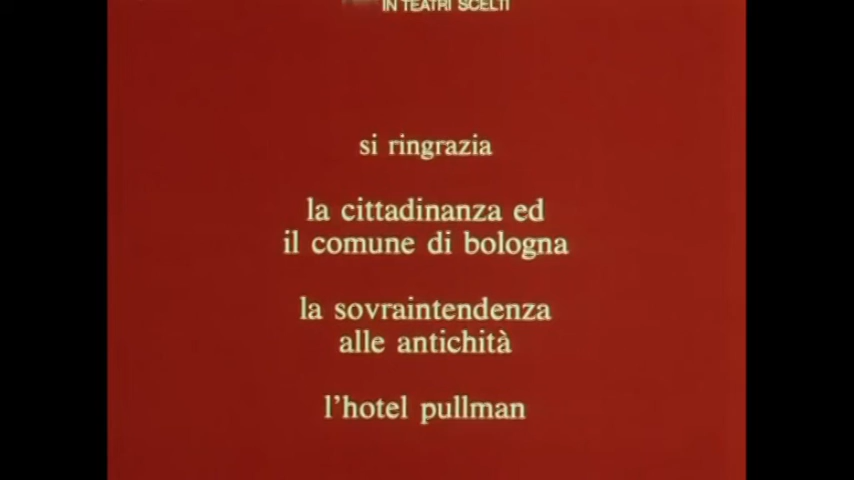 IN TEATRI SCELTI
si ringrazia
la cittadinanza ed
il comune di bologna
la sovraintendenza
alle antichità
l'hotel pullman